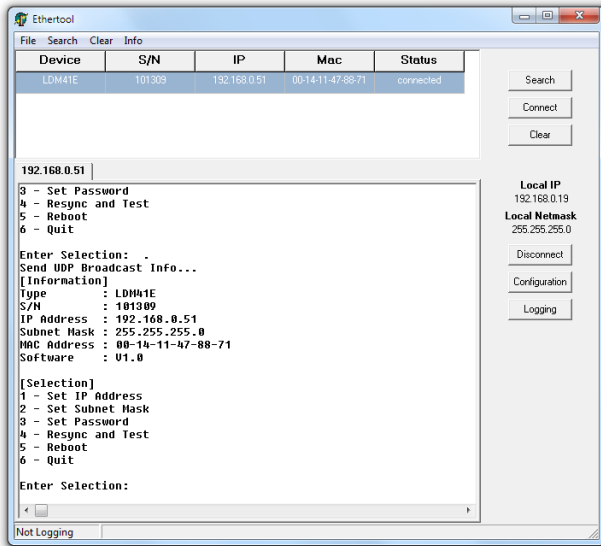 Ethertool
File Search Clear Info
Device S/N IP Mac Status
LDM41E 101309 192.168.0.51 00-14-11-47-88-71 connected
Search
Connect
Clear
192.168.0.51
3 - Set Password
4 - Resync and Test
5 - Reboot
6 - Quit
Enter Selection: .
Send UDP Broadcast Info...
[Information]
Type : LDM41E
S/N : 101309
IP Address : 192.168.0.51
Subnet Mask : 255.255.255.0
MAC Address : 00-14-11-47-88-71
Software : V1.0
[Selection]
1 - Set IP Address
2 - Set Subnet Mask
3 - Set Password
4 - Resync and Test
5 - Reboot
6 - Quit
Enter Selection:
Local IP
192.168.0.19
Local Netmask
255.255.255.0
Disconnect
Configuration
Logging
Not Logging